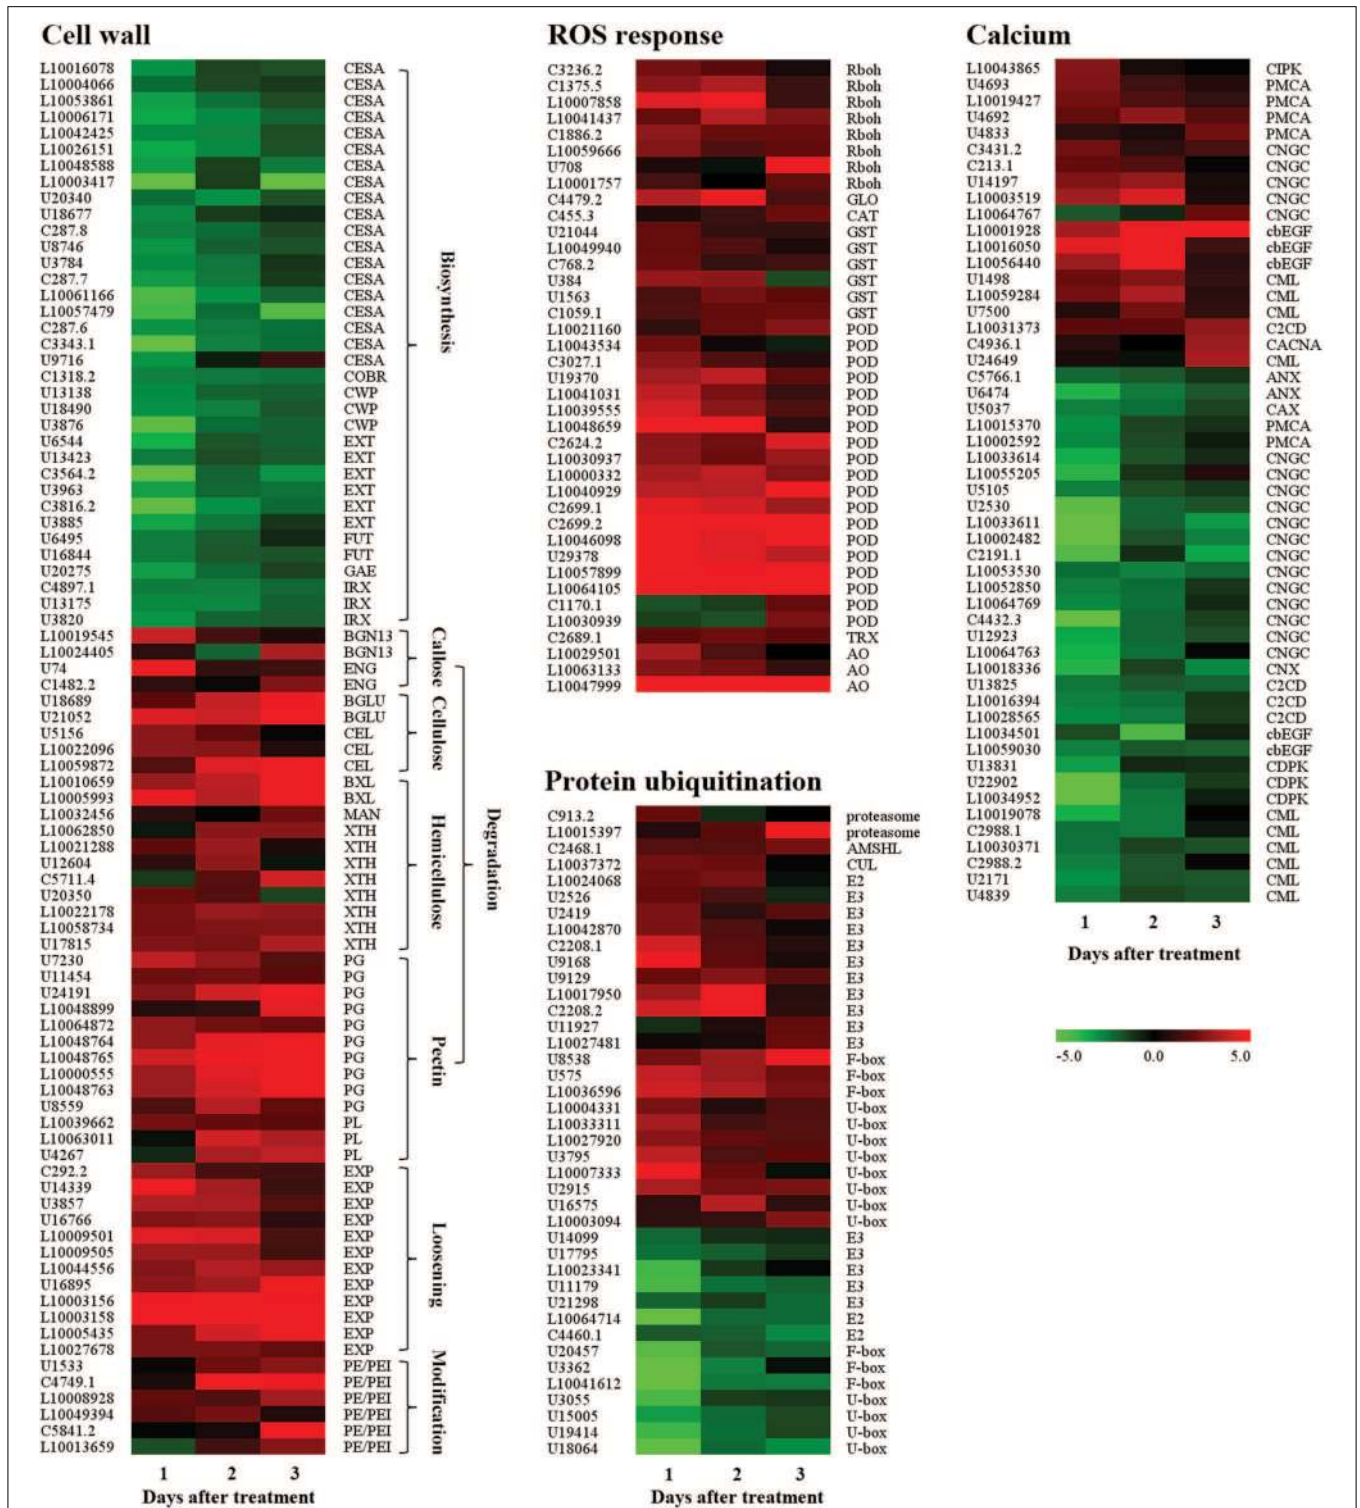 Cell wall
L10016078 CESA
L10004066 CESA
L10053861 CESA
L10006171 CESA
L10042425 CESA
L10026151 CESA
L10048588 CESA
L10003417 CESA
U20340 CESA
U18677 CESA
C287.8 CESA
U8746 CESA
U3784 CESA
C287.7 CESA
L10061166 CESA
L10057479 CESA
C287.6 CESA
C3343.1 CESA
U9716 CESA
C1318.2 COBR
U13138 CWP
U18490 CWP
U3876 CWP
U6544 EXT
U13423 EXT
C3564.2 EXT
U3963 EXT
C3816.2 EXT
U3885 EXT
U6495 FUT
U16844 FUT
U20275 GAE
C4897.1 IRX
U13175 IRX
U3820 IRX
L10019545 BGN13
L10024405 BGN13
U74 ENG
C1482.2 ENG
U18689 BGLU
U21052 BGLU
U5156 CEL
L10022096 CEL
L10059872 CEL
L10010659 BXL
L10005993 BXL
L10032456 MAN
L10062850 XTH
L10021288 XTH
U12604 XTH
C5711.4 XTH
U20350 XTH
L10022178 XTH
L10058734 XTH
U17815 XTH
U7230 PG
U11454 PG
U24191 PG
L10048899 PG
L10064872 PG
L10048764 PG
L10048765 PG
L10000555 PG
L10048763 PG
U8559 PG
L10039662 PL
L10063011 PL
U4267 PL
C292.2 EXP
U14339 EXP
U3857 EXP
U16766 EXP
L10009501 EXP
L10009505 EXP
L10044556 EXP
U16895 EXP
L10003156 EXP
L10003158 EXP
L10005435 EXP
L10027678 EXP
U1533 PE/PEI
C4749.1 PE/PEI
L10008928 PE/PEI
L10049394 PE/PEI
C5841.2 PE/PEI
L10013659 PE/PEI
1 2 3
Days after treatment
Biosynthesis
Callose
Cellulose
Hemicellulose
Pectin
Degradation
Loosening
Modification
ROS response
C3236.2 Rboh
C1375.5 Rboh
L10007858 Rboh
L10041437 Rboh
C1886.2 Rboh
L10059666 Rboh
U708 Rboh
L10001757 Rboh
C4479.2 GLO
C455.3 CAT
U21044 GST
L10049940 GST
C768.2 GST
U384 GST
U1563 GST
C1059.1 GST
L10021160 POD
L10043534 POD
C3027.1 POD
U19370 POD
L10041031 POD
L10039555 POD
L10048659 POD
C2624.2 POD
L10030937 POD
L10000332 POD
L10040929 POD
C2699.1 POD
C2699.2 POD
L10046098 POD
U29378 POD
L10057899 POD
L10064105 POD
C1170.1 POD
L10030939 POD
C2689.1 TRX
L10029501 AO
L10063133 AO
L10047999 AO
Protein ubiquitination
C913.2 proteasome
L10015397 proteasome
C2468.1 AMSHL
L10037372 CUL
L10024068 E2
U2526 E3
U2419 E3
L10042870 E3
C2208.1 E3
U9168 E3
U9129 E3
L10017950 E3
C2208.2 E3
U11927 E3
L10027481 E3
U8538 F-box
U575 F-box
L10036596 F-box
L10004331 U-box
L10033311 U-box
L10027920 U-box
U3795 U-box
L10007333 U-box
U2915 U-box
U16575 U-box
L10003094 U-box
U14099 E3
U17795 E3
L10023341 E3
U11179 E3
U21298 E3
L10064714 E2
C4460.1 E2
U20457 F-box
U3362 F-box
L10041612 F-box
U3055 U-box
U15005 U-box
U19414 U-box
U18064 U-box
1 2 3
Days after treatment
Calcium
L10043865 CIPK
U4693 PMCA
L10019427 PMCA
U4692 PMCA
U4833 PMCA
C3431.2 CNGC
C213.1 CNGC
U14197 CNGC
L10003519 CNGC
L10064767 CNGC
L10001928 cbEGF
L10016050 cbEGF
L10056440 cbEGF
U1498 CML
L10059284 CML
U7500 CML
L10031373 C2CD
C4936.1 CACNA
U24649 CML
C5766.1 ANX
U6474 ANX
U5037 CAX
L10015370 PMCA
L10002592 PMCA
L10033614 CNGC
L10055205 CNGC
U5105 CNGC
U2530 CNGC
L10033611 CNGC
L10002482 CNGC
C2191.1 CNGC
L10053530 CNGC
L10052850 CNGC
L10064769 CNGC
C4432.3 CNGC
U12923 CNGC
L10064763 CNGC
L10018336 CNX
U13825 C2CD
L10016394 C2CD
L10028565 C2CD
L10034501 cbEGF
L10059030 cbEGF
U13831 CDPK
U22902 CDPK
L10034952 CDPK
L10019078 CML
C2988.1 CML
L10030371 CML
C2988.2 CML
U2171 CML
U4839 CML
1 2 3
Days after treatment
-5.0 0.0 5.0